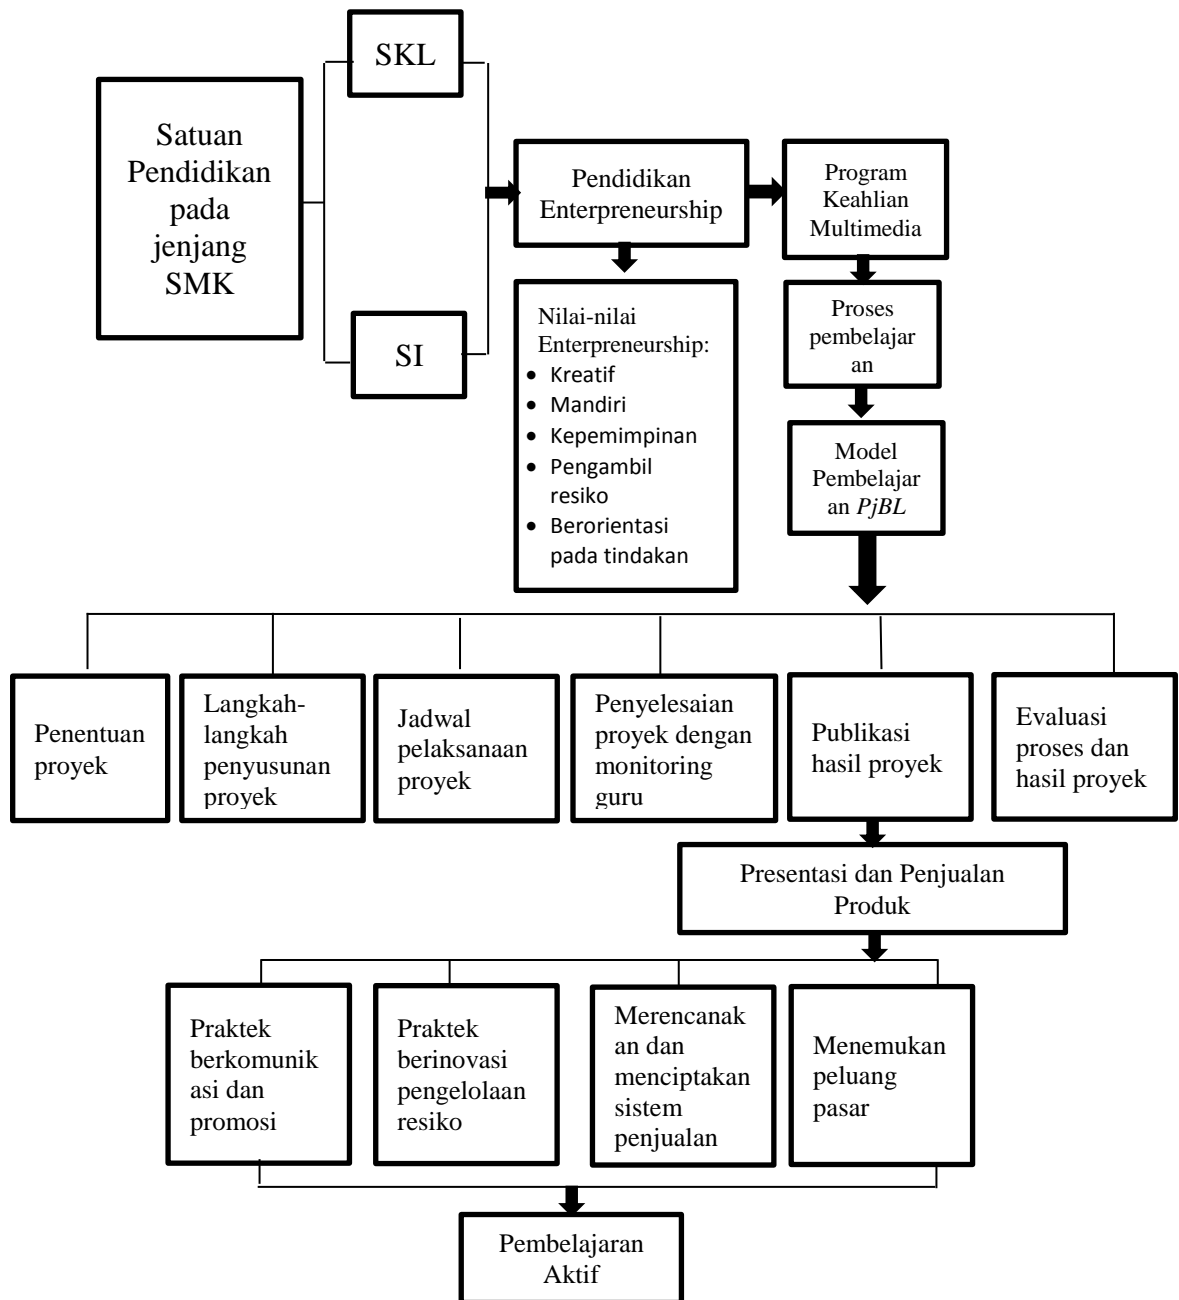 SKL
Satuan
Pendidikan
pada
jenjang
SMK
SI
Pendidikan
Enterpreneurship
Program
Keahlian
Multimedia
Nilai-nilai
Enterpreneurship:
• Kreatif
• Mandiri
• Kepemimpinan
• Pengambil
resiko
• Berorientasi
pada tindakan
Proses
pembelajar
an
Model
Pembelajar
an PjBL
Penentuan
proyek
Langkah-
langkah
penyusunan
proyek
Jadwal
pelaksanaan
proyek
Penyelesaian
proyek dengan
monitoring
guru
Publikasi
hasil proyek
Evaluasi
proses dan
hasil proyek
Presentasi dan Penjualan
Produk
Praktek
berkomunik
asi dan
promosi
Praktek
berinovasi
pengelolaan
resiko
Merencanak
an dan
menciptakan
sistem
penjualan
Menemukan
peluang
pasar
Pembelajaran
Aktif